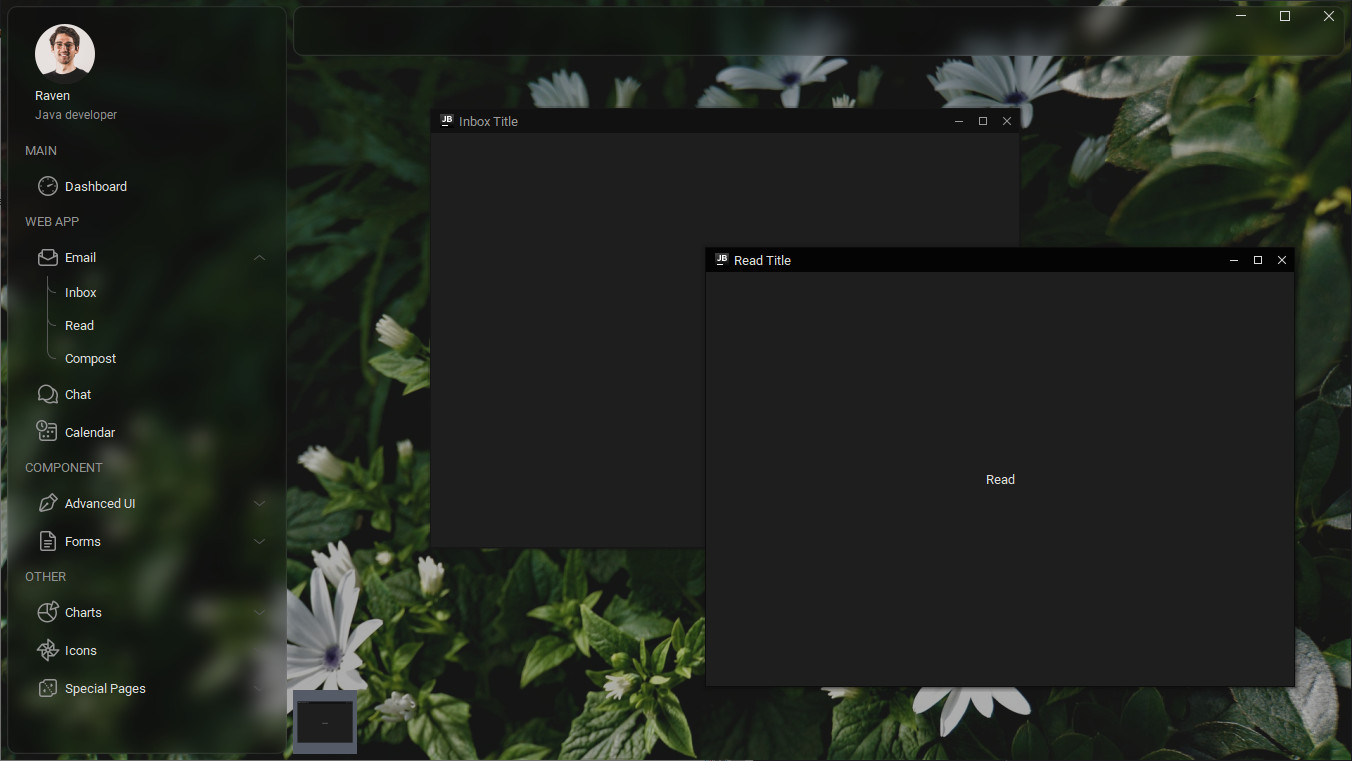 Raven
Java developer
MAIN
Dashboard
WEB APP
Email
Inbox
Read
Compost
Chat
Calendar
COMPONENT
Advanced UI
Forms
OTHER
Charts
Icons
Special Pages
JB Inbox Title
JB Read Title
Read